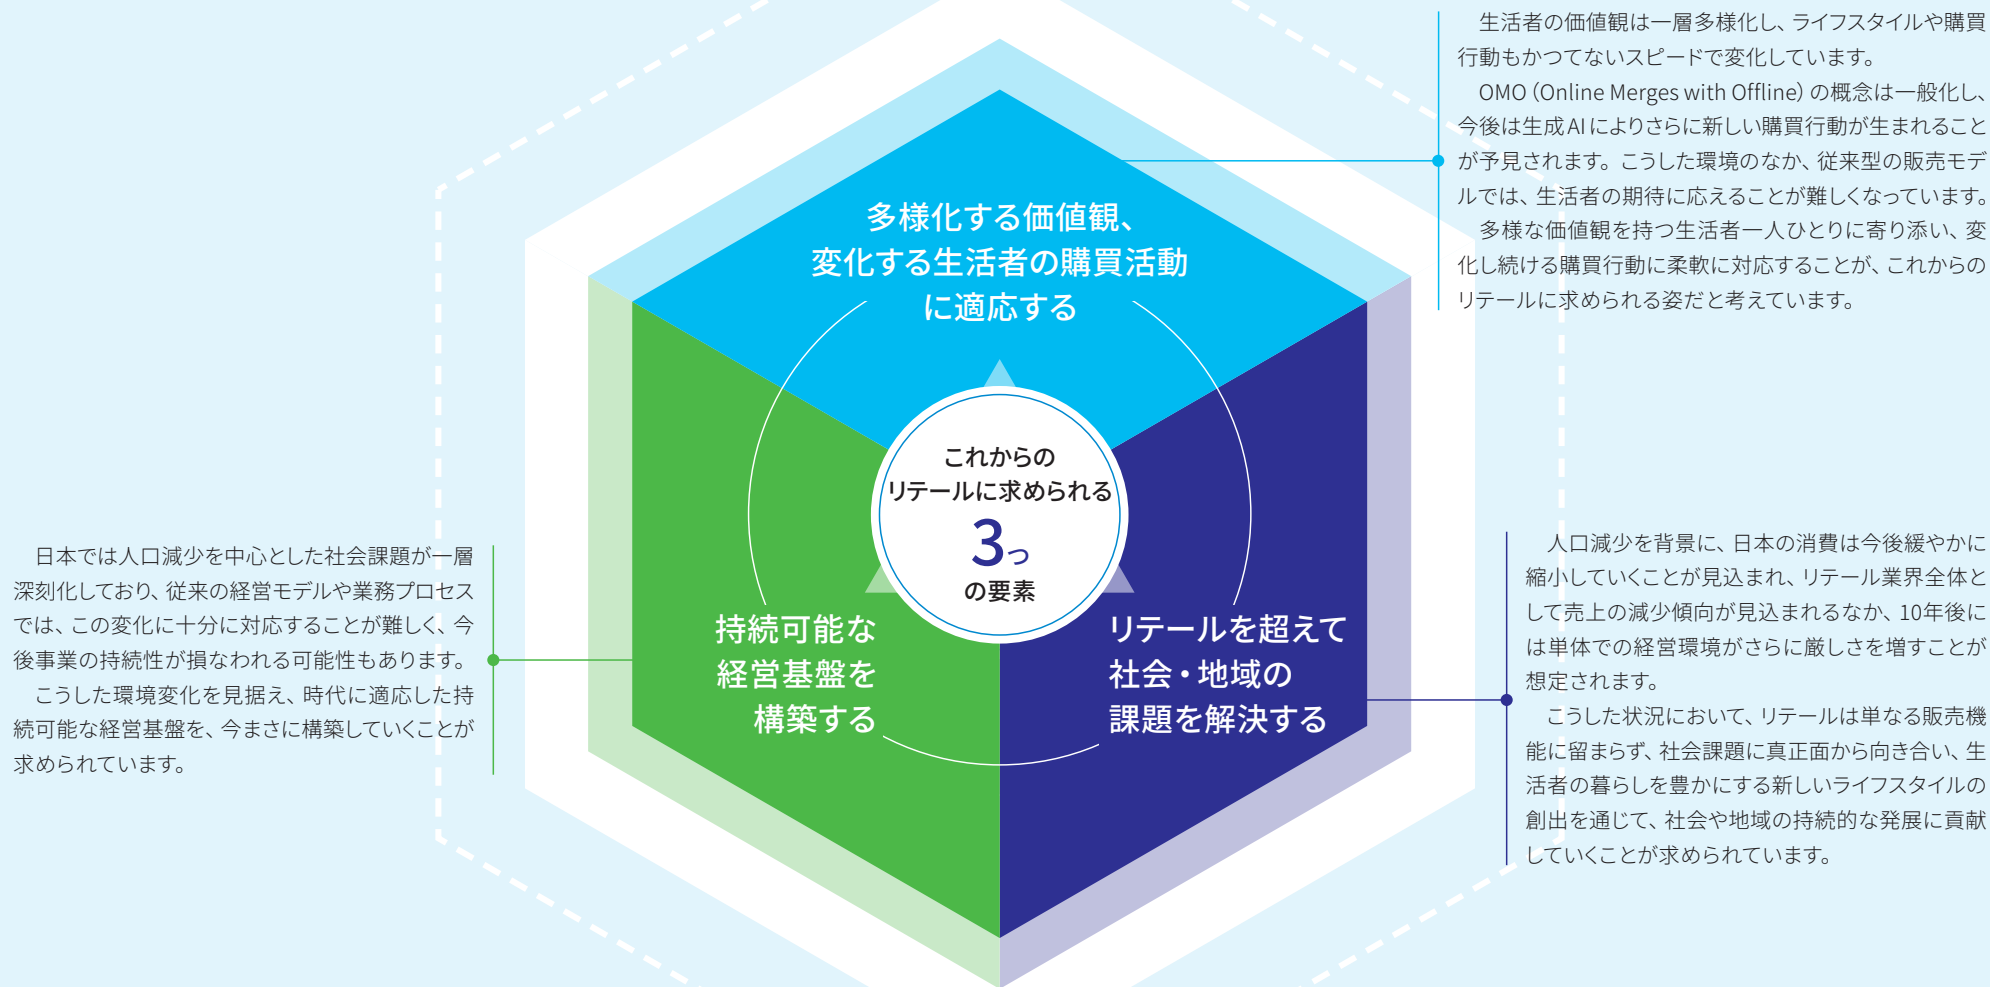 生活者の価値観は一層多様化し、ライフスタイルや購買
行動もかつてないスピードで変化しています。
OMO（Online Merges with Offline）の概念は一般化し、
今後は生成AIによりさらに新しい購買行動が生まれること
が予見されます。こうした環境のなか、従来型の販売モデ
ルでは、生活者の期待に応えることが難しくなっています。
多様な価値観を持つ生活者一人ひとりに寄り添い、変
化し続ける購買行動に柔軟に対応することが、これからの
リテールに求められる姿だと考えています。
多様化する価値観、
変化する生活者の購買活動
に適応する
これからの
リテールに求められる
3つ
の要素
日本では人口減少を中心とした社会課題が一層
深刻化しており、従来の経営モデルや業務プロセス
では、この変化に十分に対応することが難しく、今
後事業の持続性が損なわれる可能性もあります。
こうした環境変化を見据え、時代に適応した持
続可能な経営基盤を、今まさに構築していくことが
求められています。
持続可能な
経営基盤を
構築する
リテールを超えて
社会・地域の
課題を解決する
人口減少を背景に、日本の消費は今後緩やかに
縮小していくことが見込まれ、リテール業界全体と
して売上の減少傾向が見込まれるなか、10年後に
は単体での経営環境がさらに厳しさを増すことが
想定されます。
こうした状況において、リテールは単なる販売機
能に留まらず、社会課題に真正面から向き合い、生
活者の暮らしを豊かにする新しいライフスタイルの
創出を通じて、社会や地域の持続的な発展に貢献
していくことが求められています。